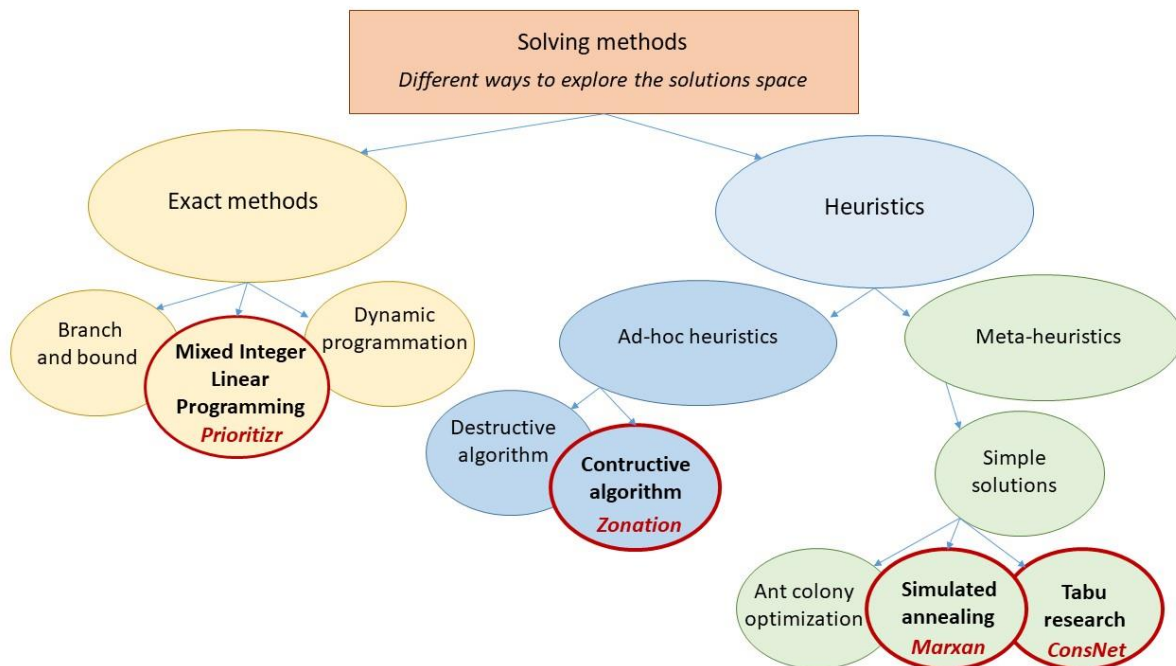 Solving methods
Different ways to explore the solutions space
Exact methods
Heuristics
Branch
and bound
Mixed Integer
Linear
Programming
Prioritizr
Dynamic
programmation
Ad-hoc heuristics
Meta-heuristics
Destructive
algorithm
Contructive
algorithm
Zonation
Simple
solutions
Ant colony
optimization
Simulated
annealing
Marxan
Tabu
research
ConsNet